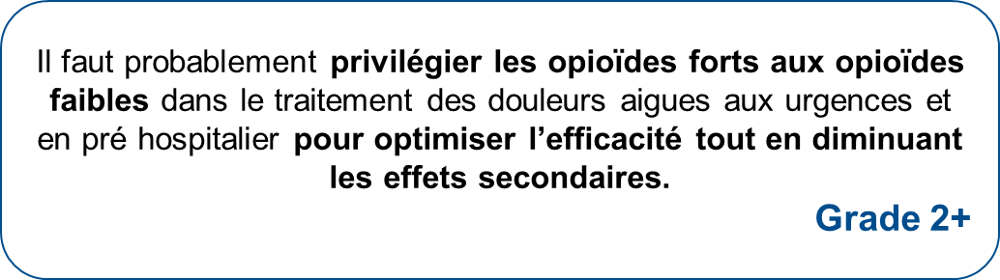 Il faut probablement privilégier les opioïdes forts aux opioïdes
faibles dans le traitement des douleurs aigues aux urgences et
en pré hospitalier pour optimiser l’efficacité tout en diminuant
les effets secondaires.
Grade 2+